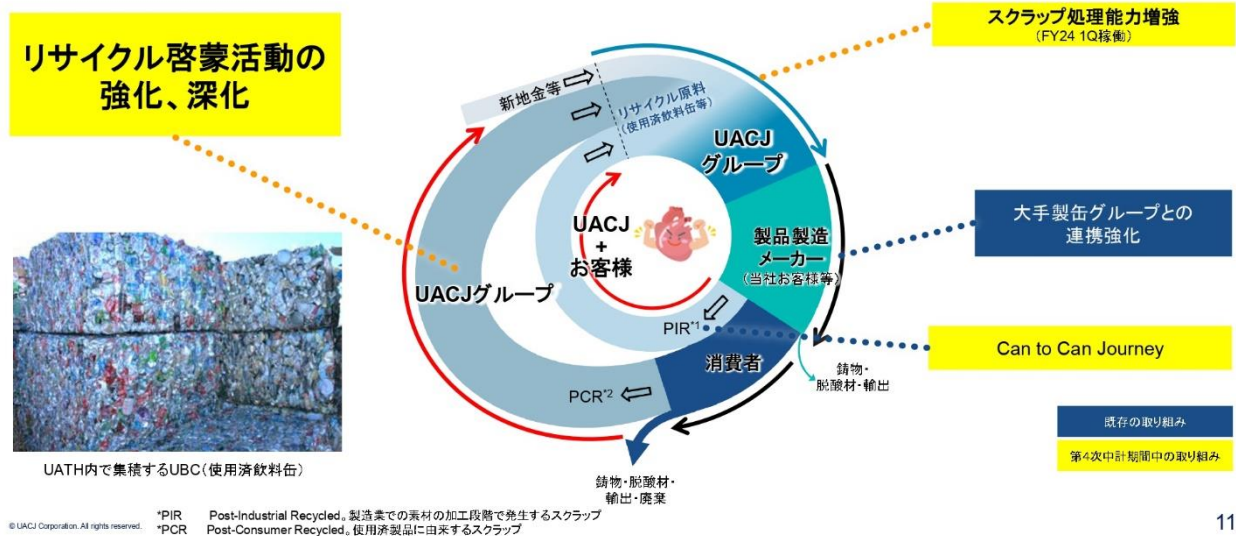 リサイクル啓蒙活動の
強化、深化
スクラップ処理能力増強
(FY24 1Q稼働)
新地金等
リサイクル原料
(使用済飲料缶等)
UACJ
グループ
UACJ
+
お客様
製品製造
メーカー
(当社お客様等)
大手製缶グループとの
連携強化
UACJグループ
PIR*1
Can to Can Journey
消費者
鋳物・
脱酸材・輸出
PCR*2
既存の取り組み
第4次中計期間中の取り組み
UATH内で集積するUBC(使用済飲料缶)
鋳物・脱酸材・
輸出・廃棄
*PIR Post-Industrial Recycled。製造業での素材の加工段階で発生するスクラップ
*PCR Post-Consumer Recycled。使用済製品に由来するスクラップ
© UACJ Corporation. All rights reserved.
11